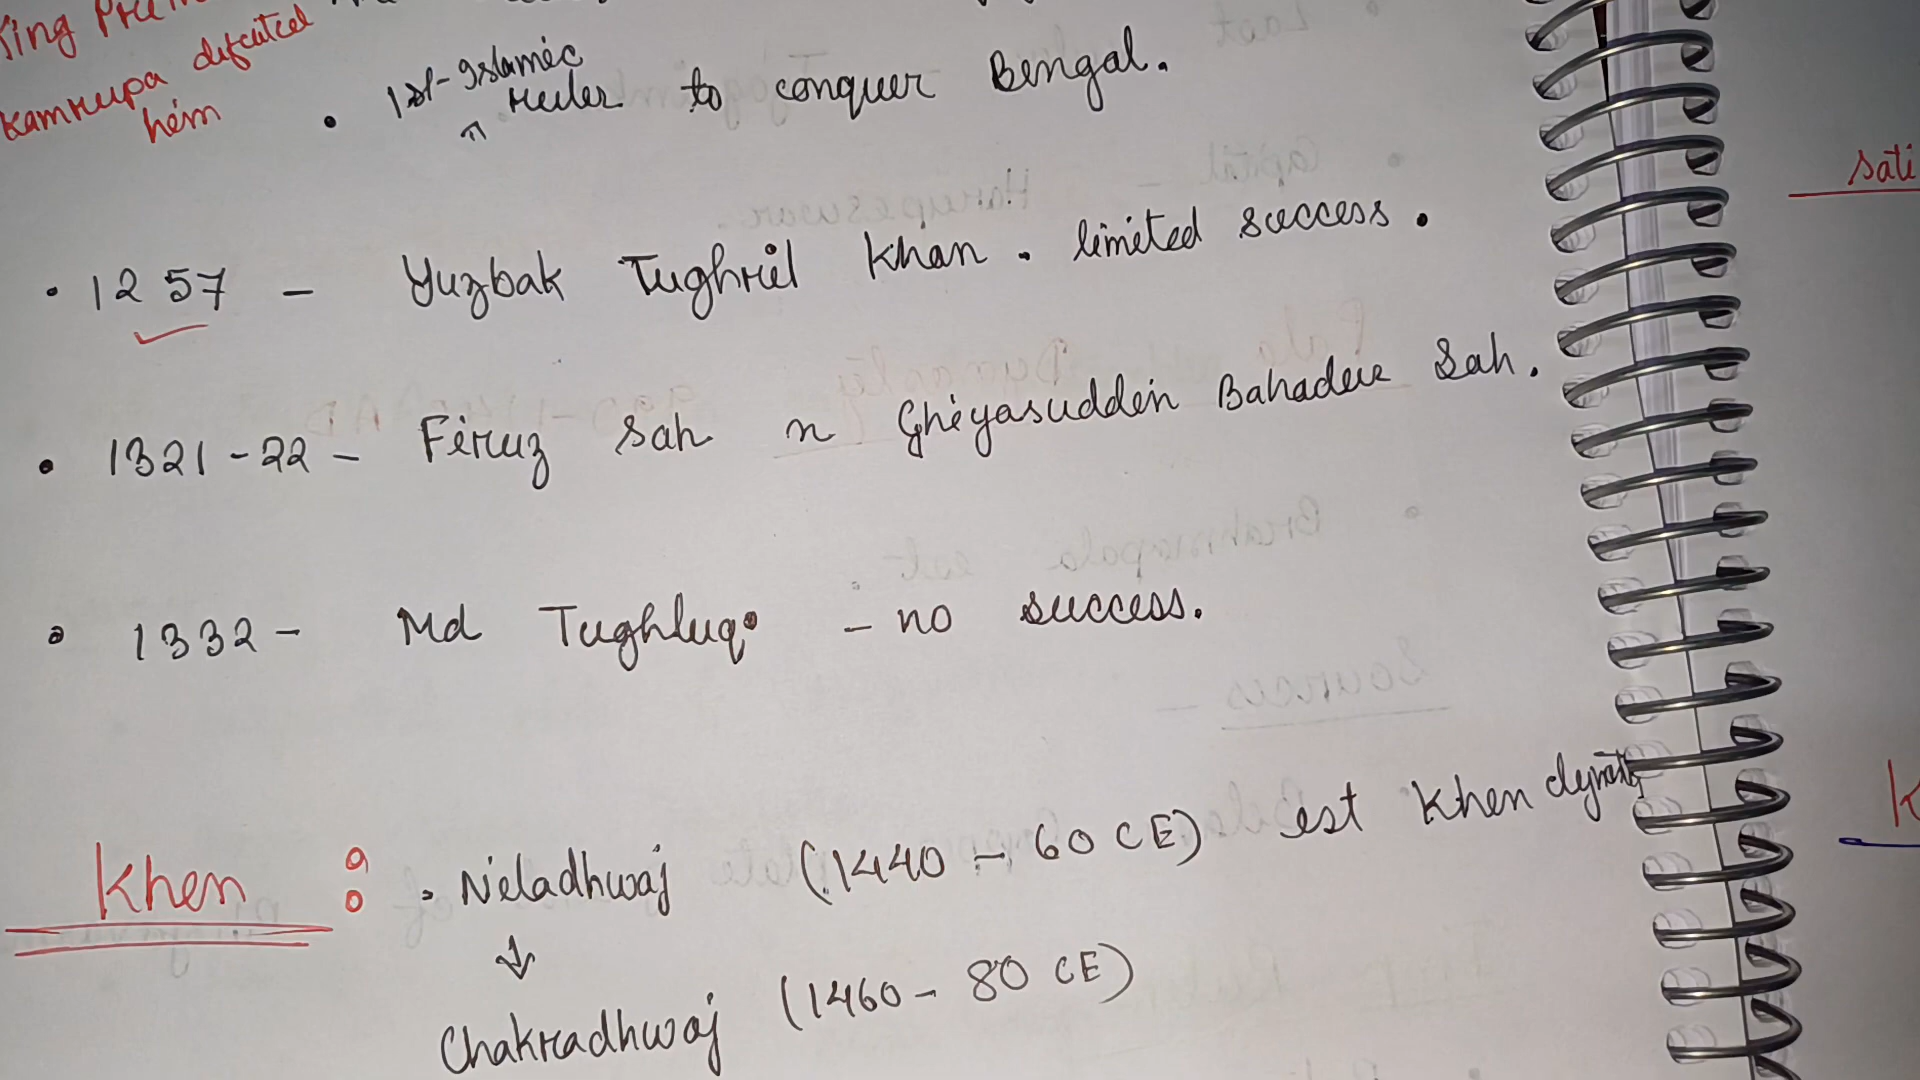 King
Kamrupa defeated
him
• 1st Islamic ruler to conquer Bengal.
• 1257 - Yuzbak Tughril Khan. limited success.
• 1321-22 - Firuz Sah n Ghiyasuddin Bahadur Sah.
• 1332 - Md Tughluq - no success.
Khen : • Niladhwaj (1440 - 60 CE) est Khen dynasty
↓
Chakradhwaj (1460 - 80 CE)
sati
K